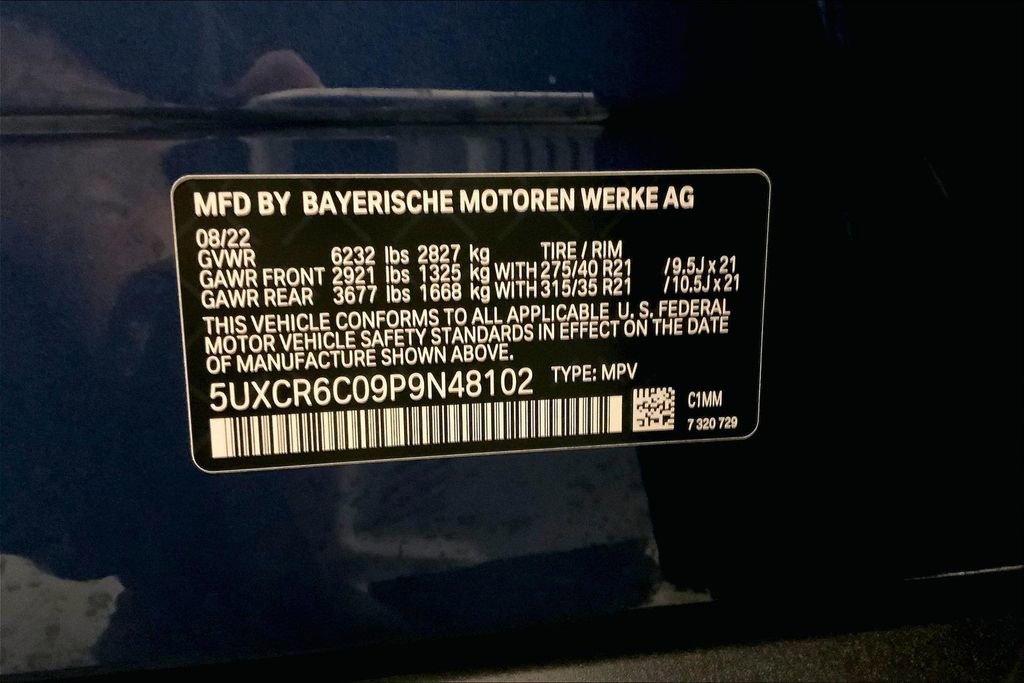 MFD BY BAYERISCHE MOTOREN WERKE AG
08/22
GVWR 6232 lbs 2827 kg TIRE / RIM
GAWR FRONT 2921 lbs 1325 kg WITH 275/40 R21 /9.5J x 21
GAWR REAR 3677 lbs 1668 kg WITH 315/35 R21 /10.5J x 21
THIS VEHICLE CONFORMS TO ALL APPLICABLE U. S. FEDERAL
MOTOR VEHICLE SAFETY STANDARDS IN EFFECT ON THE DATE
OF MANUFACTURE SHOWN ABOVE.
5UXCR6C09P9N48102 TYPE: MPV
C1MM
7 320 729